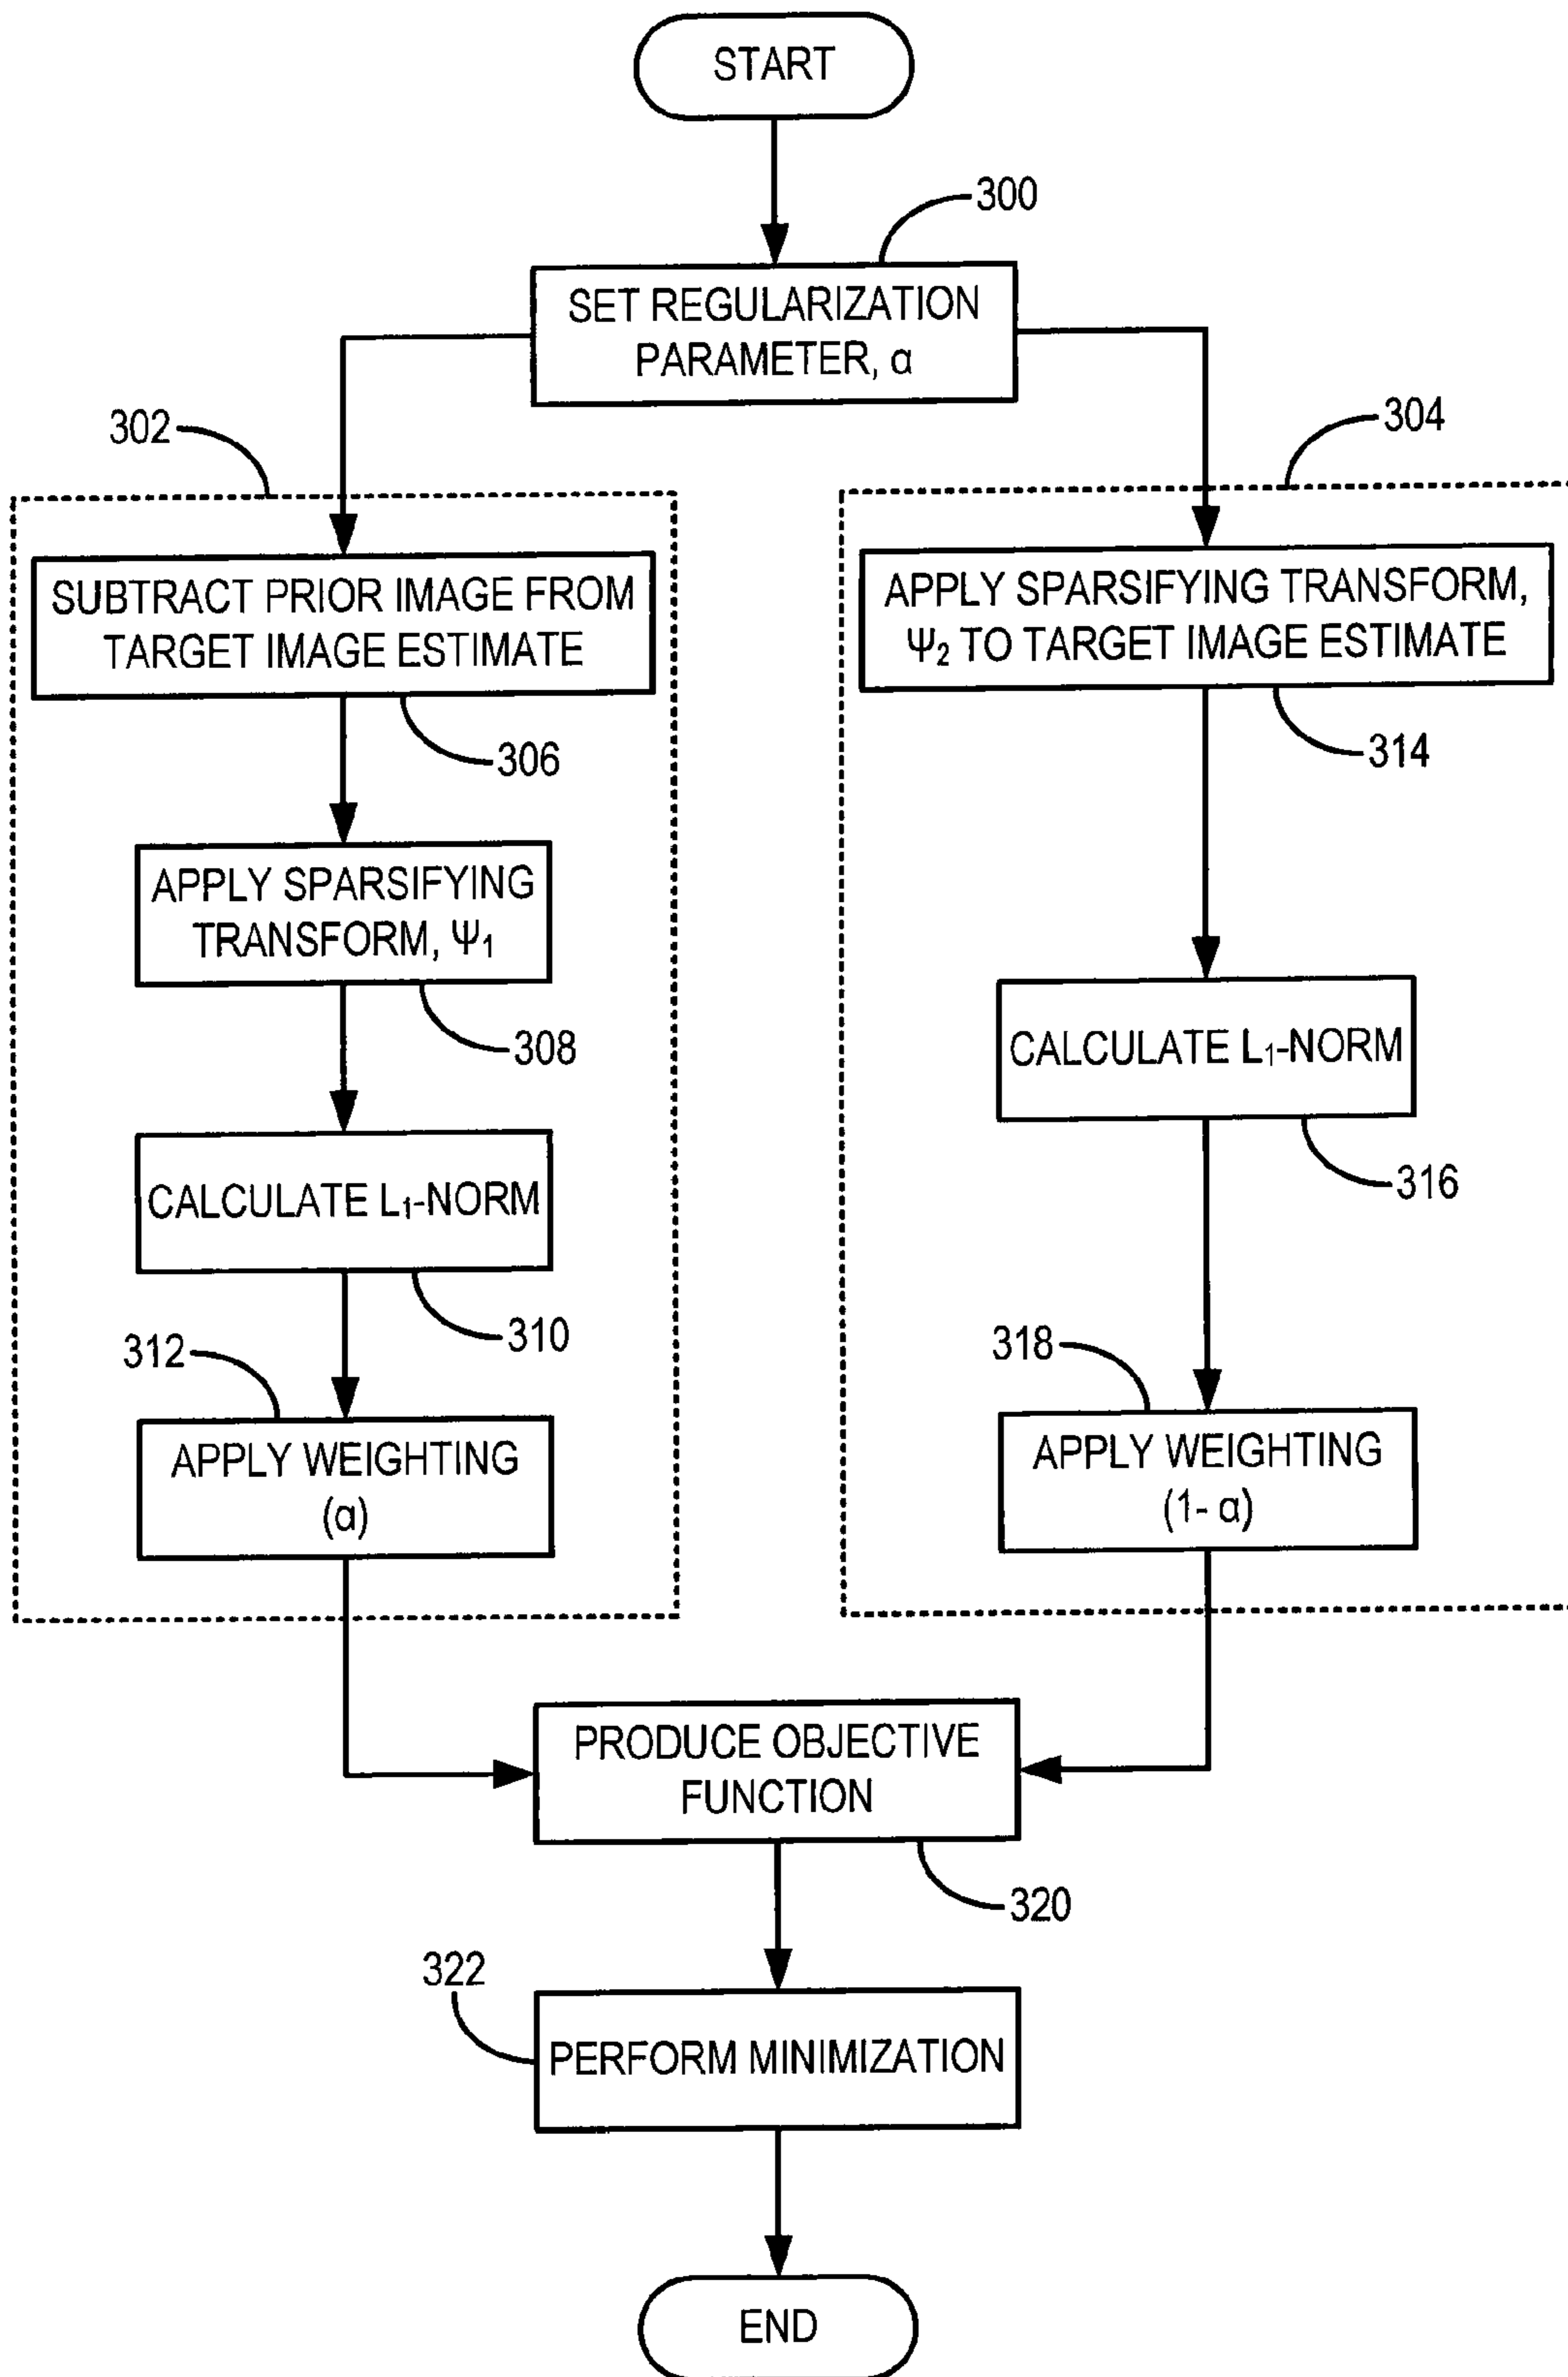 START
300
SET REGULARIZATION
PARAMETER, α
302
304
SUBTRACT PRIOR IMAGE FROM
TARGET IMAGE ESTIMATE
306
APPLY SPARSIFYING TRANSFORM,
Ψ₂ TO TARGET IMAGE ESTIMATE
314
APPLY SPARSIFYING
TRANSFORM, Ψ₁
308
CALCULATE L₁-NORM
316
CALCULATE L₁-NORM
310
312
APPLY WEIGHTING
(α)
318
APPLY WEIGHTING
(1- α)
PRODUCE OBJECTIVE
FUNCTION
320
322
PERFORM MINIMIZATION
END